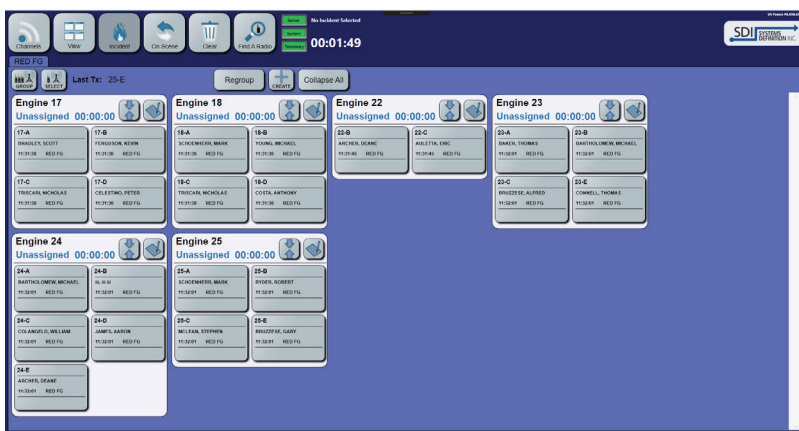 No Incident Selected
SDI SYSTEMS DEFINITION INC.
Channels
View
Incident
On Scene
Clear
Find A Radio
Server
System
Telemetry
00:01:49
RED FG
GROUP
SELECT
Last Tx: 25-E
Regroup
CREATE
Collapse All
Engine 17
Unassigned 00:00:00
17-A
BRADLEY, SCOTT
11:31:38 RED FG
17-B
FERGUSON, KEVIN
11:31:38 RED FG
17-C
TRISCARI, NICHOLAS
11:31:38 RED FG
17-D
CELESTINO, PETER
11:31:38 RED FG
Engine 18
Unassigned 00:00:00
18-A
SCHOENHERR, MARK
11:31:38 RED FG
18-B
YOUNG, MICHAEL
11:31:38 RED FG
18-C
TRISCARI, NICHOLAS
11:31:38 RED FG
18-D
COSTA, ANTHONY
11:31:38 RED FG
Engine 22
Unassigned 00:00:00
22-B
ARCHER, DEANE
11:31:45 RED FG
22-C
AULETTA, ERIC
11:31:45 RED FG
Engine 23
Unassigned 00:00:00
23-A
BAKER, THOMAS
11:32:01 RED FG
23-B
BARTHOLOMEW, MICHAEL
11:32:01 RED FG
23-C
BRUZZESE, ALFRED
11:32:01 RED FG
23-E
CONNELL, THOMAS
11:32:01 RED FG
Engine 24
Unassigned 00:00:00
24-A
BARTHOLOMEW, MICHAEL
11:32:01 RED FG
24-B
11:32:01 RED FG
24-C
COLANGELO, WILLIAM
11:32:01 RED FG
24-D
JAMES, AARON
11:32:01 RED FG
24-E
ARCHER, DEANE
11:32:01 RED FG
Engine 25
Unassigned 00:00:00
25-A
SCHOENHERR, MARK
11:32:01 RED FG
25-B
RYDER, ROBERT
11:32:01 RED FG
25-C
MCLEAN, STEPHEN
11:32:01 RED FG
25-E
BRUZZESE, GARY
11:32:01 RED FG